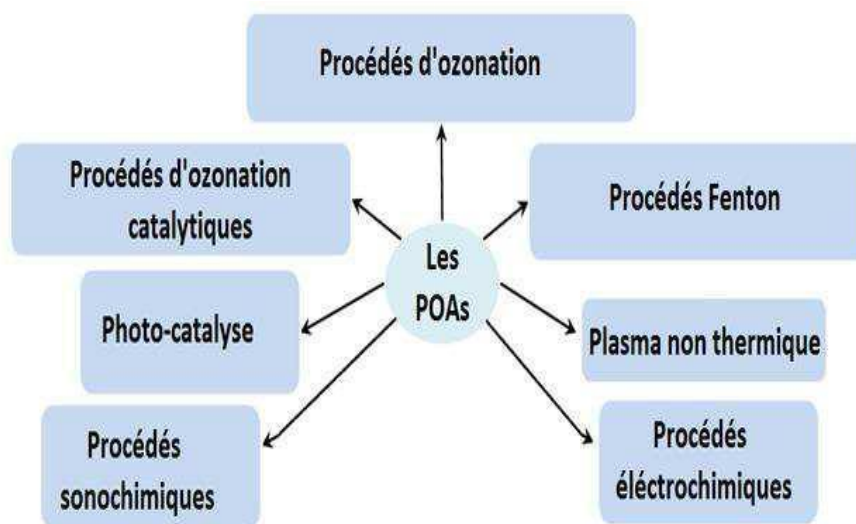 Procédés d'ozonation
Procédés d'ozonation
catalytiques
Procédés Fenton
Les
POAs
Photo-catalyse
Plasma non thermique
Procédés
sonochimiques
Procédés
éléctrochimiques